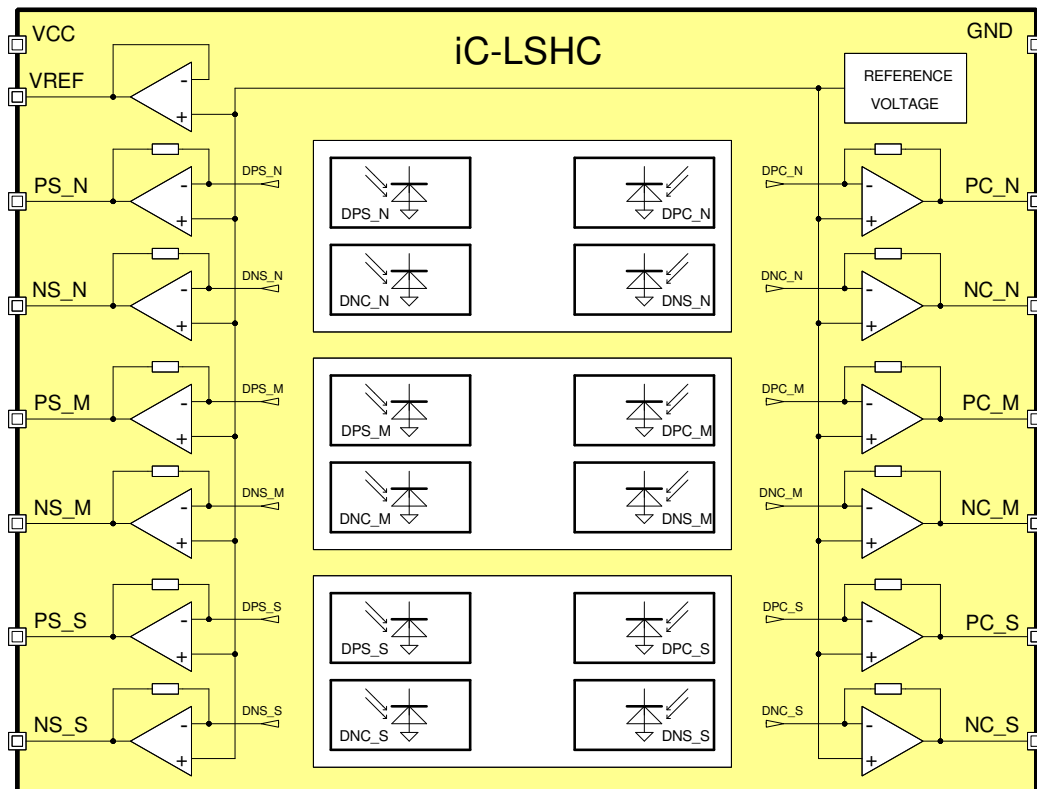 VCC
iC-LSHC
GND
VREF
-
+
REFERENCE
VOLTAGE
PS_N
-
+
DPS_N
DPS_N
DPC_N
DPC_N
-
+
PC_N
NS_N
-
+
DNS_N
DNC_N
DNS_N
DNC_N
-
+
NC_N
PS_M
-
+
DPS_M
DPS_M
DPC_M
DPC_M
-
+
PC_M
NS_M
-
+
DNS_M
DNC_M
DNS_M
DNC_M
-
+
NC_M
PS_S
-
+
DPS_S
DPS_S
DPC_S
DPC_S
-
+
PC_S
NS_S
-
+
DNS_S
DNC_S
DNS_S
DNC_S
-
+
NC_S